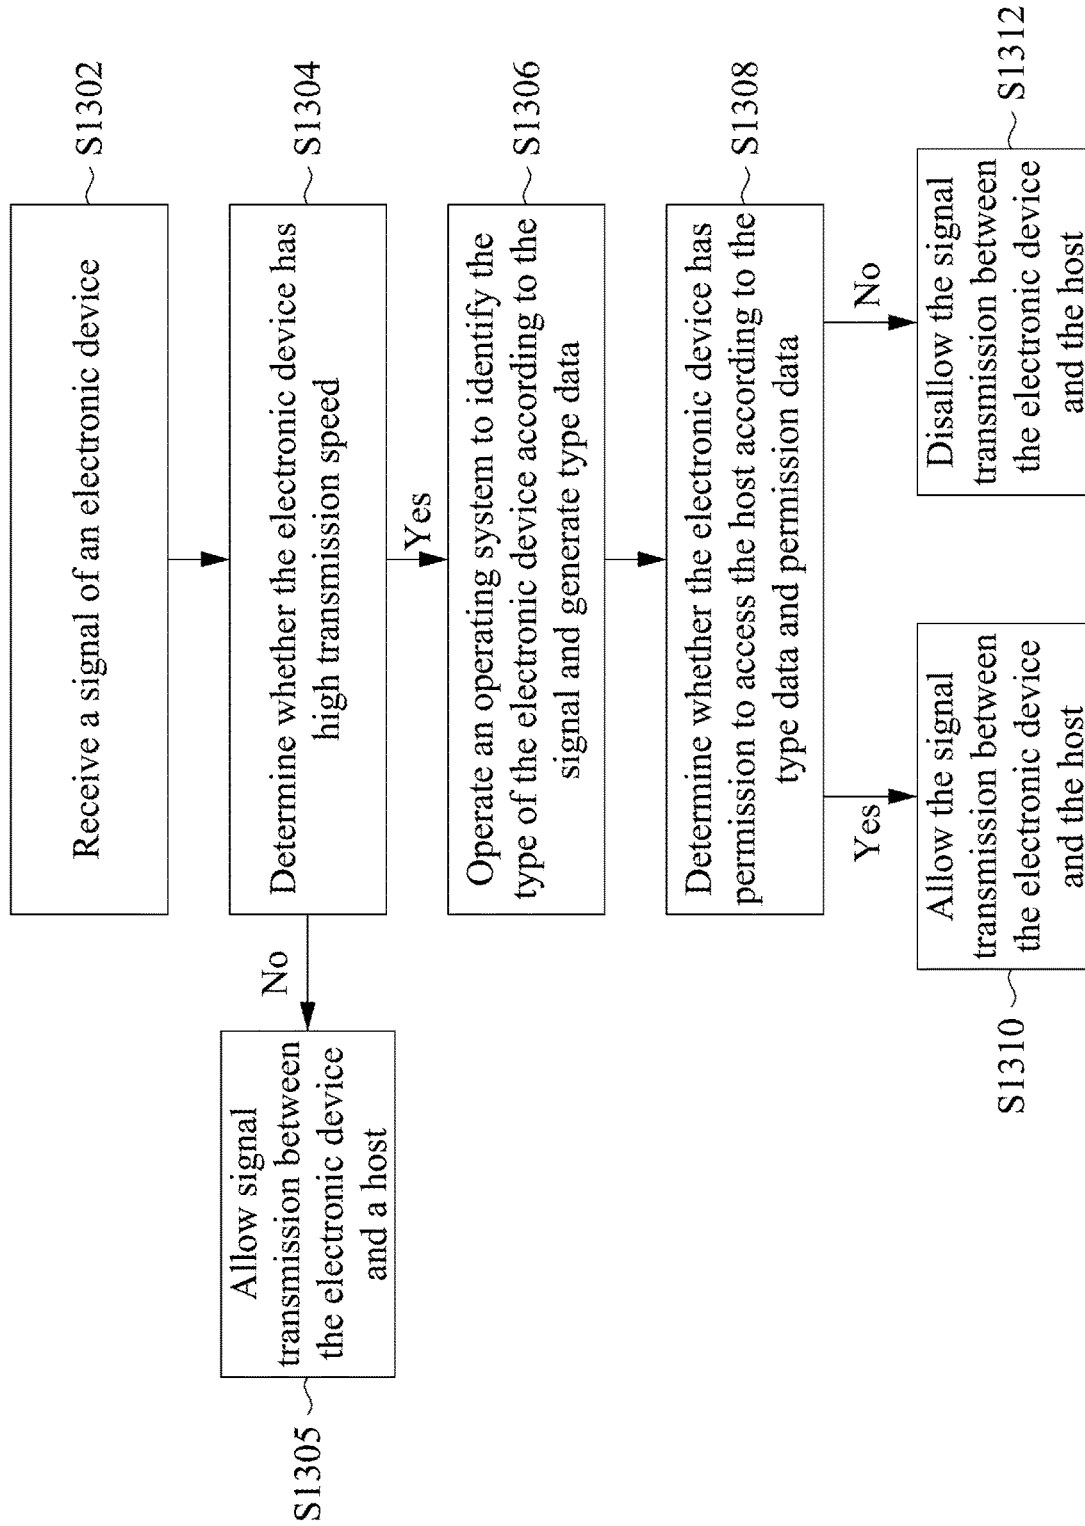 Receive a signal of an electronic device
S1302
Determine whether the electronic device has
high transmission speed
S1304
No
Allow signal
transmission between
the electronic device
and a host
S1305
Yes
Operate an operating system to identify the
type of the electronic device according to the
signal and generate type data
S1306
Determine whether the electronic device has
permission to access the host according to the
type data and permission data
S1308
Yes
Allow the signal
transmission between
the electronic device
and the host
S1310
No
Disallow the signal
transmission between
the electronic device
and the host
S1312